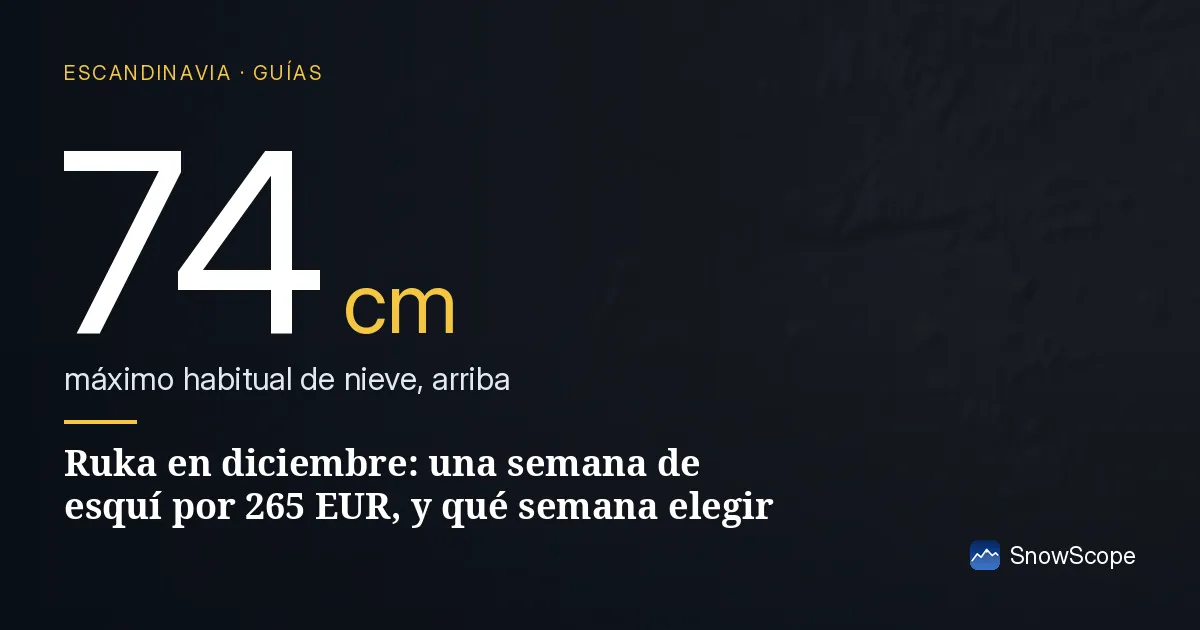 ESCANDINAVIA · GUÍAS
74 cm
máximo habitual de nieve, arriba
Ruka en diciembre: una semana de
esquí por 265 EUR, y qué semana elegir
SnowScope